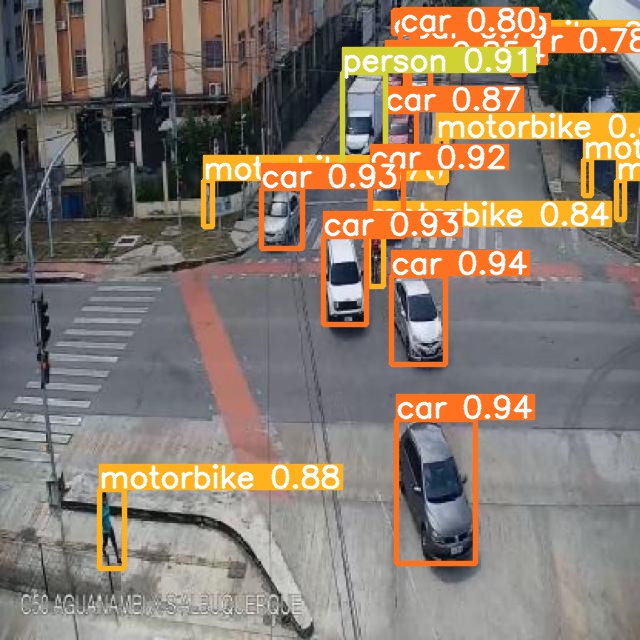 car 0.80
r 0.78
person 0.91
car 0.87
motorbike 0.
mot
car 0.92
car 0.93
motorbike 0.84
car 0.93
car 0.94
car 0.94
motorbike 0.88
C50 AGUANAMBI X S ALBUQUERQUE